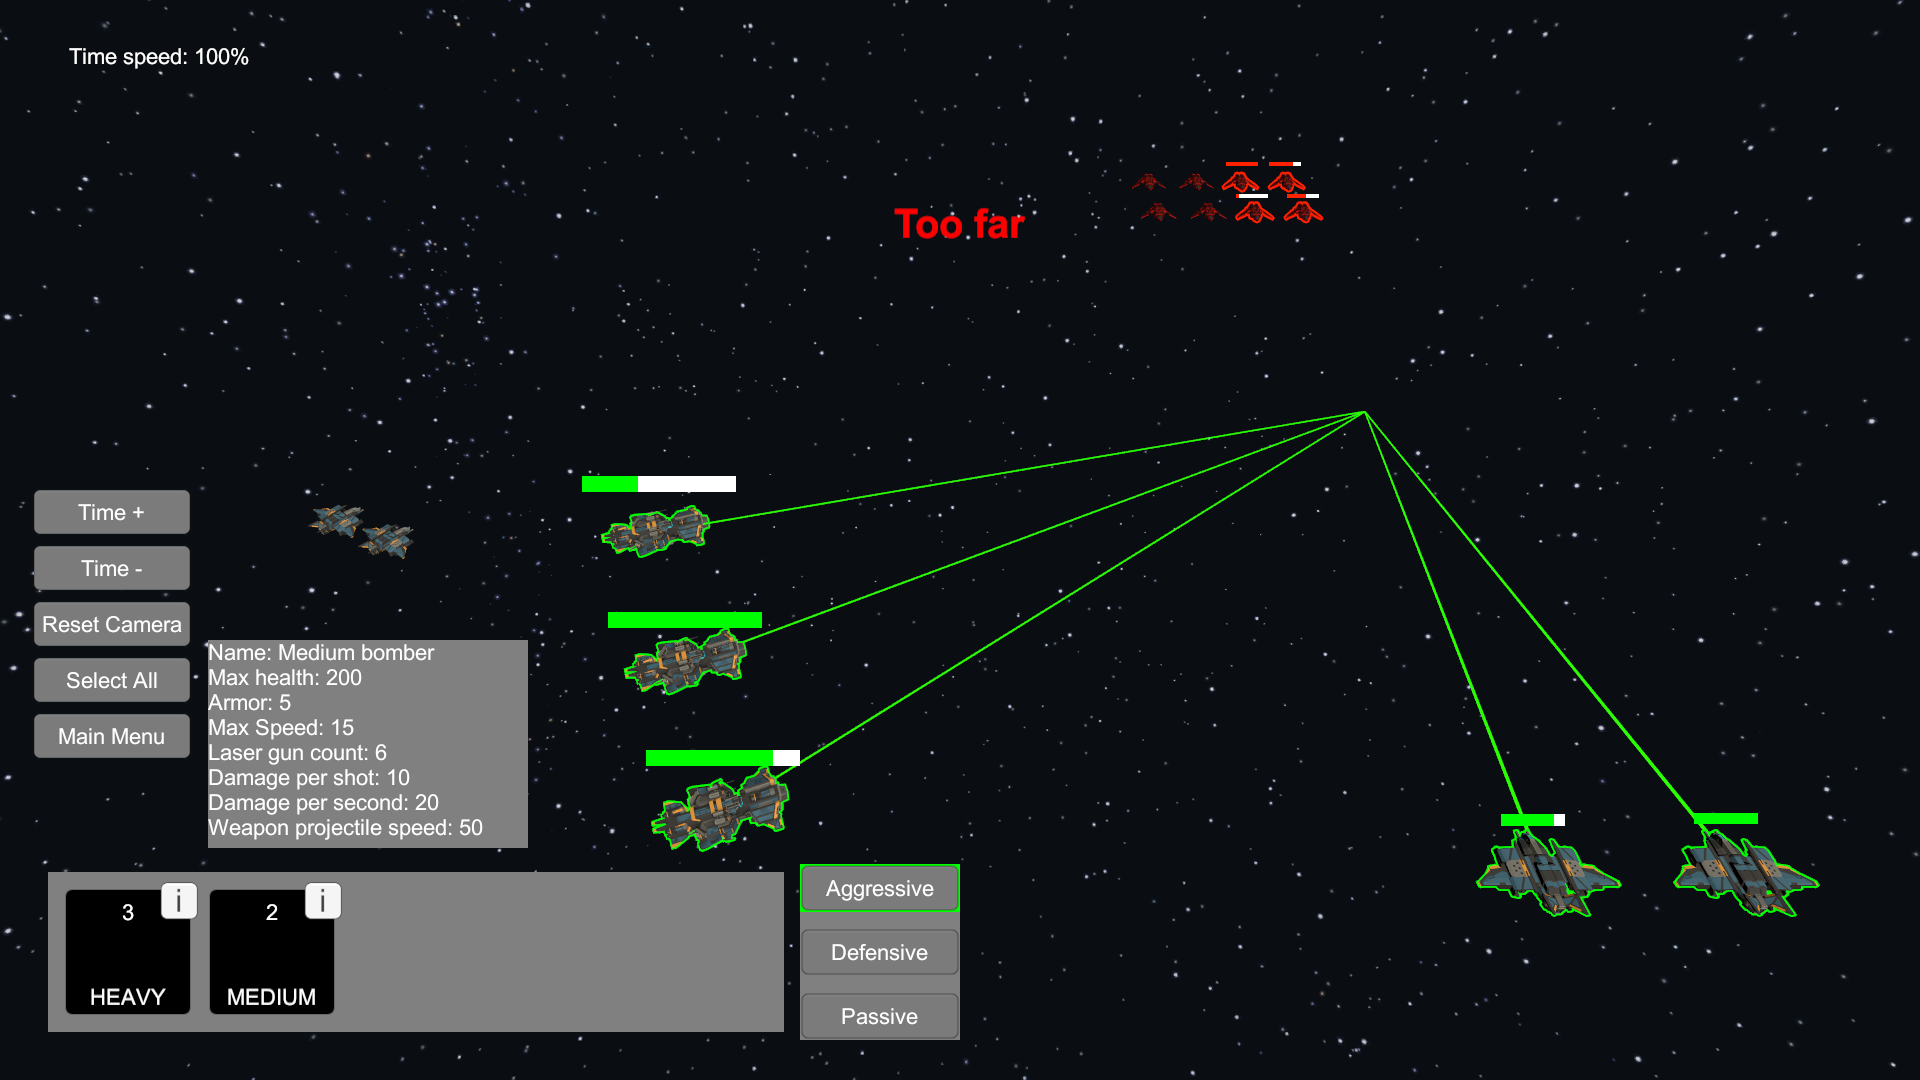 Time speed: 100%
Too far
Time +
Time -
Reset Camera
Select All
Main Menu
Name: Medium bomber
Max health: 200
Armor: 5
Max Speed: 15
Laser gun count: 6
Damage per shot: 10
Damage per second: 20
Weapon projectile speed: 50
3
i
HEAVY
2
i
MEDIUM
Aggressive
Defensive
Passive